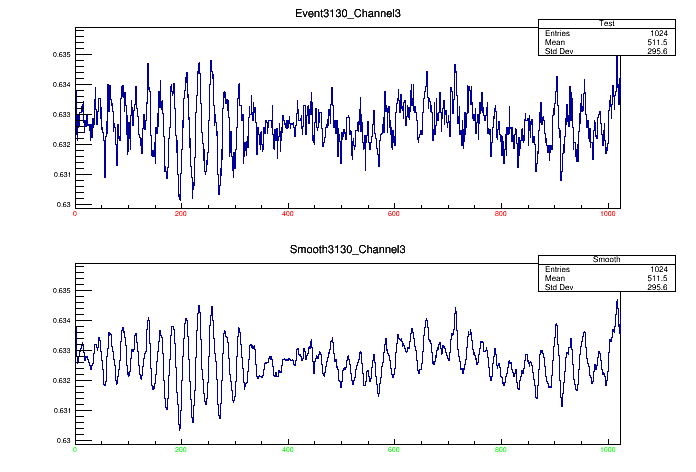 Event3130_Channel3
Test
Entries 1024
Mean 511.5
Std Dev 295.6
0.635
0.634
0.633
0.632
0.631
0.63
0 200 400 600 800 1000
Smooth3130_Channel3
Smooth
Entries 1024
Mean 511.5
Std Dev 295.6
0.635
0.634
0.633
0.632
0.631
0.63
0 200 400 600 800 1000